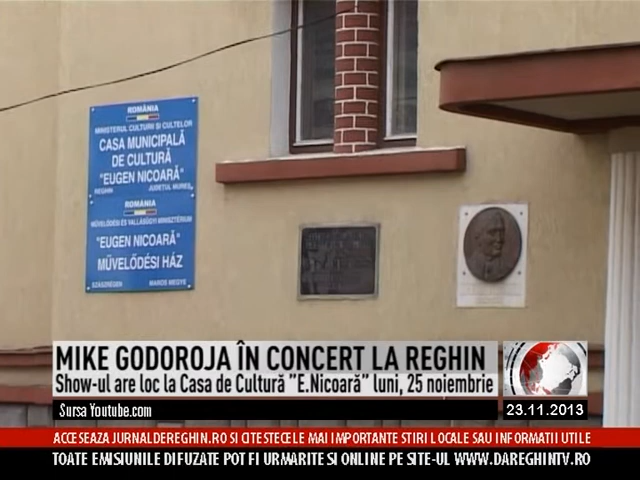 ROMÂNIA
MINISTERUL CULTURII SI CULTELOR
CASA MUNICIPALĂ
DE CULTURĂ
"EUGEN NICOARĂ"
REGHIN JUDEȚUL MUREȘ
ROMÂNIA
MŰVELŐDÉSI ÉS VALLÁSÜGYI MINISZTÉRIUM
"EUGEN NICOARĂ"
MŰVELŐDÉSI HÁZ
SZÁSZRÉGEN MAROS MEGYE
MIKE GODOROJA ÎN CONCERT LA REGHIN
Show-ul are loc la Casa de Cultură "E.Nicoară" luni, 25 noiembrie
Sursa Youtube.com
23.11.2013
ACCESEAZA JURNALDEREGHIN.RO SI CITESTE CELE MAI IMPORTANTE STIRI LOCALE SAU INFORMATII UTILE
TOATE EMISIUNILE DIFUZATE POT FI URMARITE SI ONLINE PE SITE-UL WWW.DAREGHINTV.RO